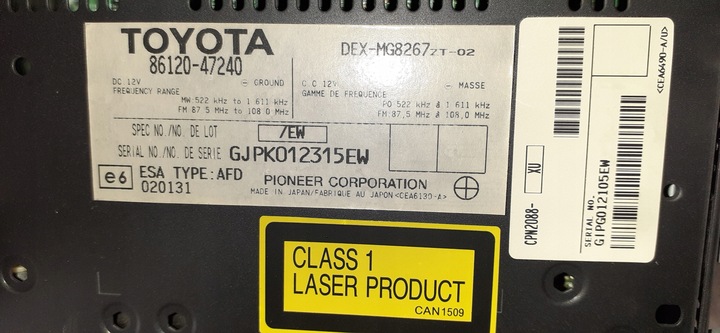 TOYOTA
86120-47240
DEX-MG8267ZT-02
DC 12V — GROUND
FREQUENCY RANGE
MW: 522 kHz to 1 611 kHz
FM: 87.5 MHz to 108.0 MHz
C.C 12V — MASSE
GAMME DE FREQUENCE
PO 522 kHz à 1 611 kHz
FM: 87,5 MHz à 108,0 MHz
SPEC NO./NO. DE LOT /EW
SERIAL NO./NO. DE SERIE GJPK012315EW
e6 ESA TYPE: AFD
020131
PIONEER CORPORATION
MADE IN JAPAN/FABRIQUE AU JAPON <CEA6130-A>
CLASS 1
LASER PRODUCT
CAN1509
CPN2088- XU
SERIAL NO.
GIPG012105EW
<CEA6490-A/U>